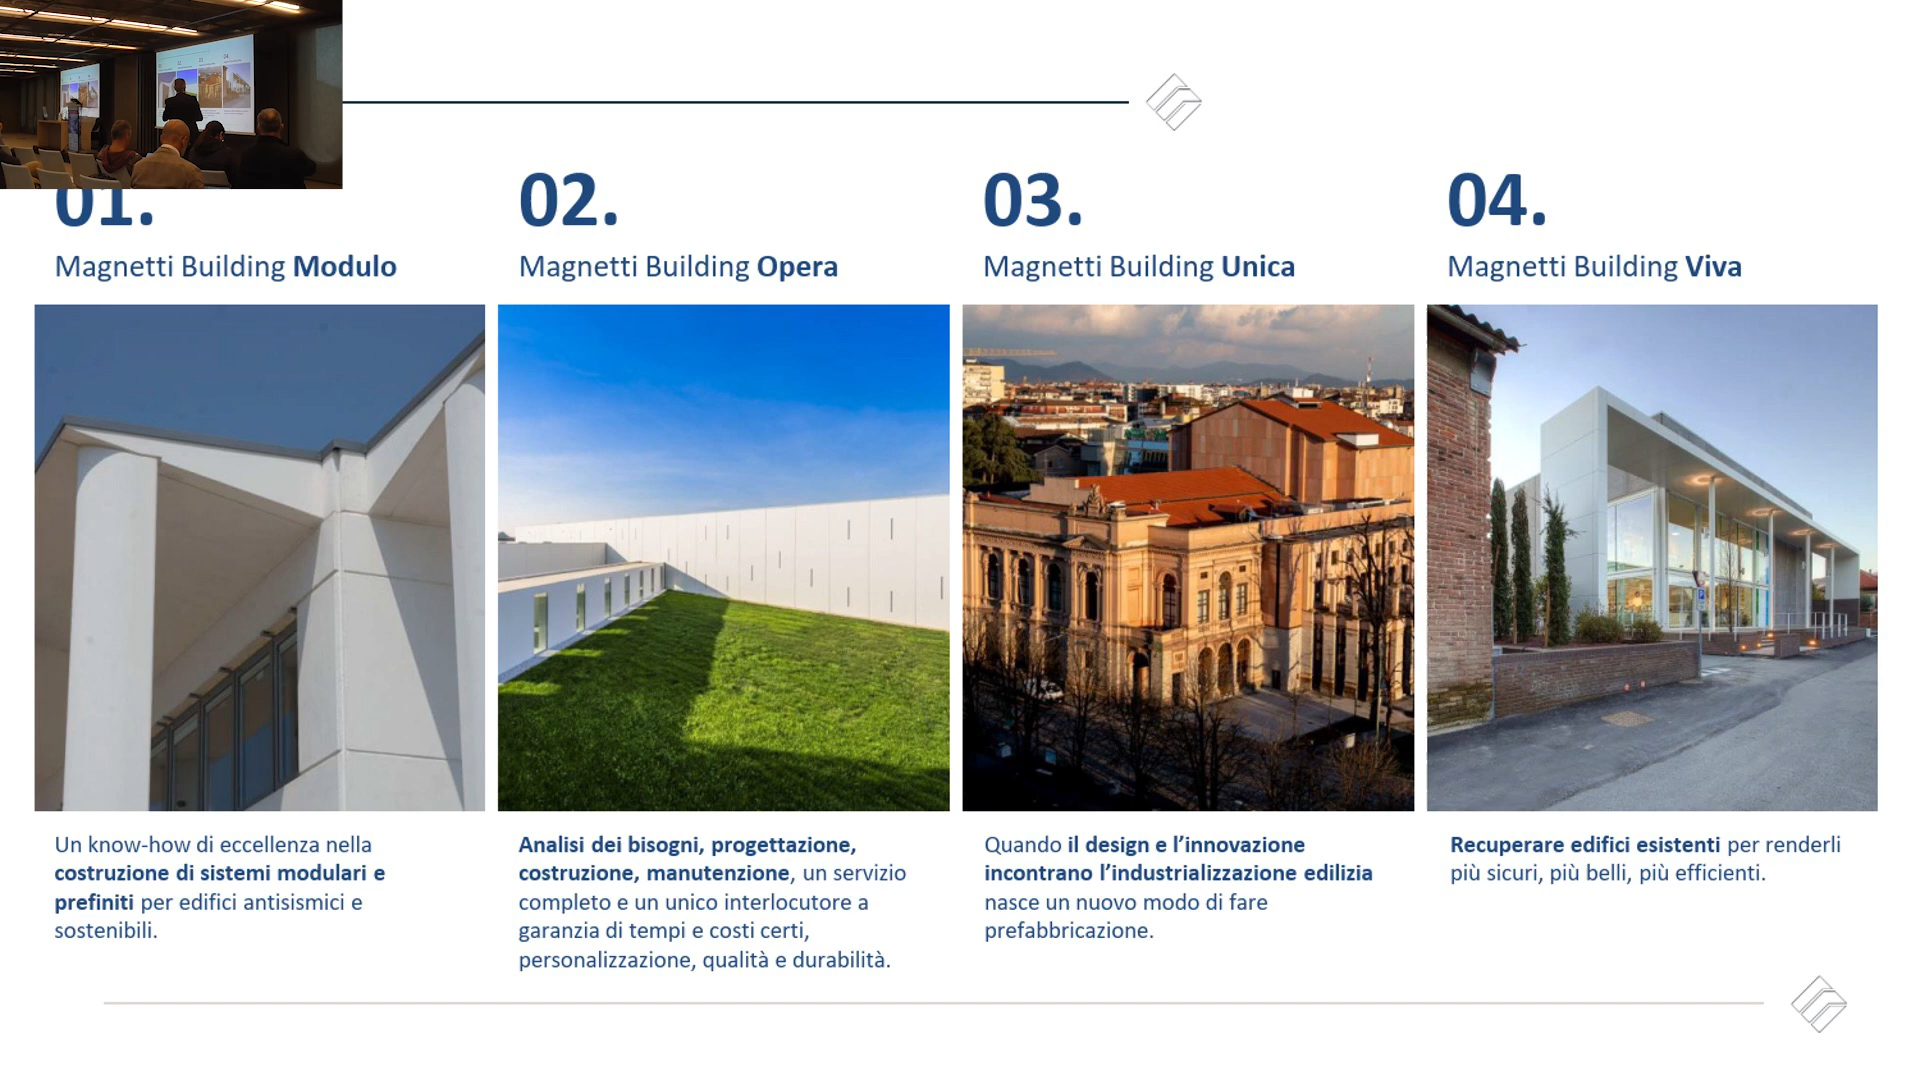 01.
Magnetti Building Modulo
Un know-how di eccellenza nella
costruzione di sistemi modulari e
prefiniti per edifici antisismici e
sostenibili.
02.
Magnetti Building Opera
Analisi dei bisogni, progettazione,
costruzione, manutenzione, un servizio
completo e un unico interlocutore a
garanzia di tempi e costi certi,
personalizzazione, qualità e durabilità.
03.
Magnetti Building Unica
Quando il design e l’innovazione
incontrano l’industrializzazione edilizia
nasce un nuovo modo di fare
prefabbricazione.
04.
Magnetti Building Viva
Recuperare edifici esistenti per renderli
più sicuri, più belli, più efficienti.